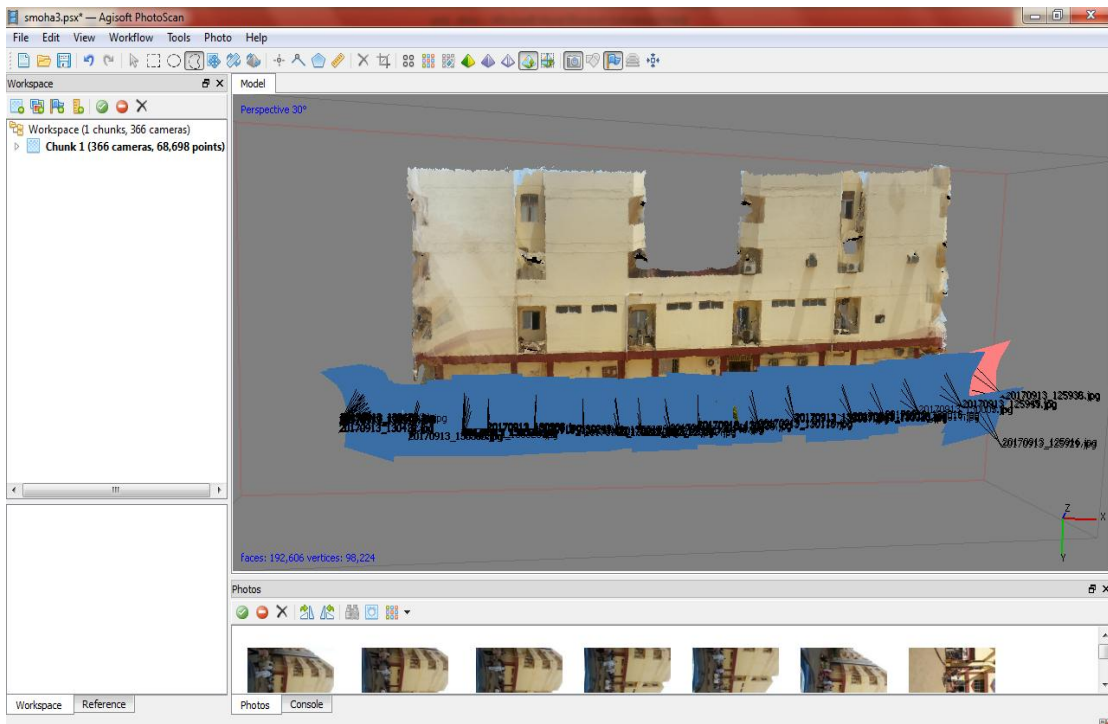 smoha3.psx* — Agisoft PhotoScan
File Edit View Workflow Tools Photo Help
Workspace
Model
Workspace (1 chunks, 366 cameras)
Chunk 1 (366 cameras, 68,698 points)
Perspective 30°
20170913_125938.jpg
20170913_125916.jpg
Z
X
Y
faces: 192,606 vertices: 98,224
Photos
Workspace Reference
Photos Console